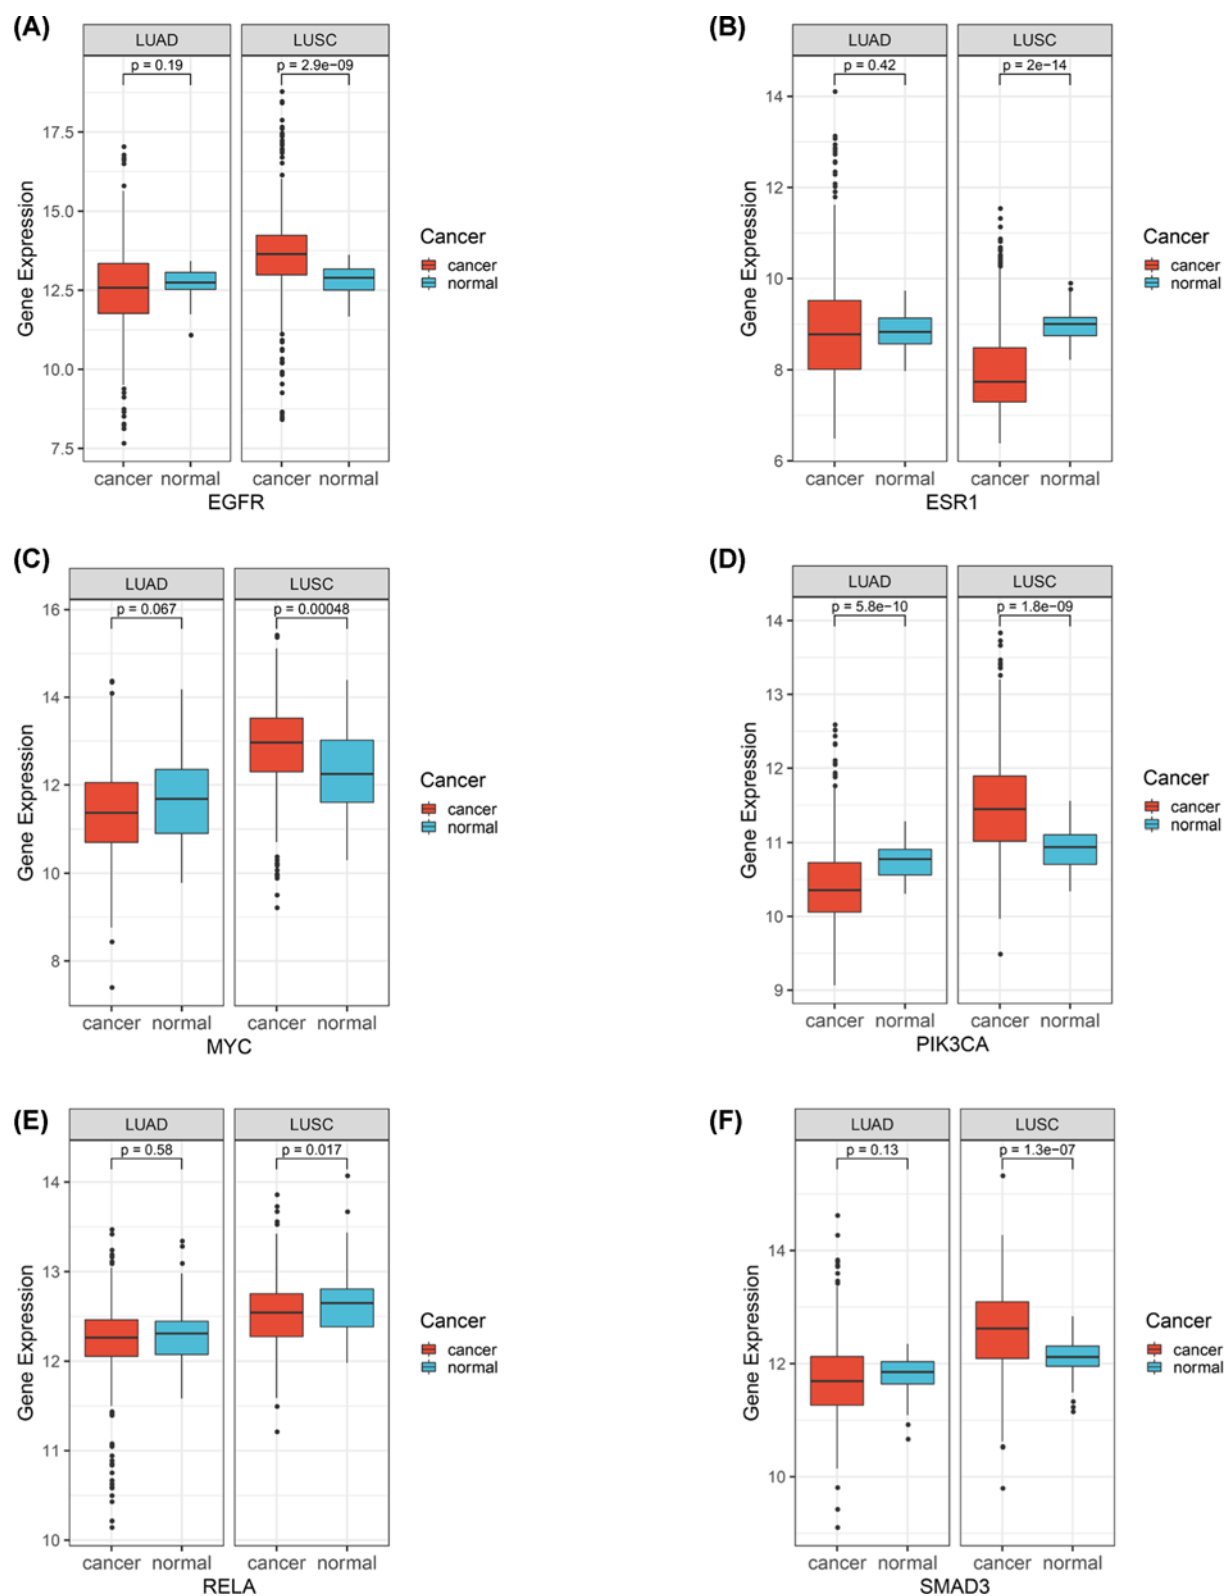 (A)
LUAD LUSC
p = 0.19 p = 2.9e−09
17.5
15.0
12.5
10.0
7.5
Gene Expression
cancer normal cancer normal
EGFR
Cancer
cancer
normal
(B)
LUAD LUSC
p = 0.42 p = 2e−14
14
12
10
8
6
Gene Expression
cancer normal cancer normal
ESR1
Cancer
cancer
normal
(C)
LUAD LUSC
p = 0.067 p = 0.00048
16
14
12
10
8
Gene Expression
cancer normal cancer normal
MYC
Cancer
cancer
normal
(D)
LUAD LUSC
p = 5.8e−10 p = 1.8e−09
14
13
12
11
10
9
Gene Expression
cancer normal cancer normal
PIK3CA
Cancer
cancer
normal
(E)
LUAD LUSC
p = 0.58 p = 0.017
14
13
12
11
10
Gene Expression
cancer normal cancer normal
RELA
Cancer
cancer
normal
(F)
LUAD LUSC
p = 0.13 p = 1.3e−07
14
12
10
Gene Expression
cancer normal cancer normal
SMAD3
Cancer
cancer
normal